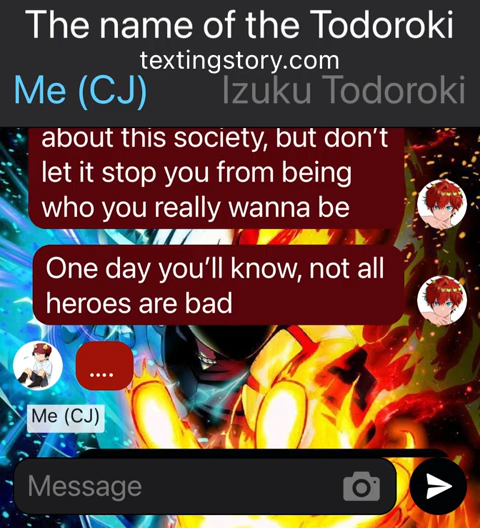 The name of the Todoroki
textingstory.com
Me (CJ)
Izuku Todoroki
about this society, but don't
let it stop you from being
who you really wanna be
One day you'll know, not all
heroes are bad
....
Me (CJ)
Message